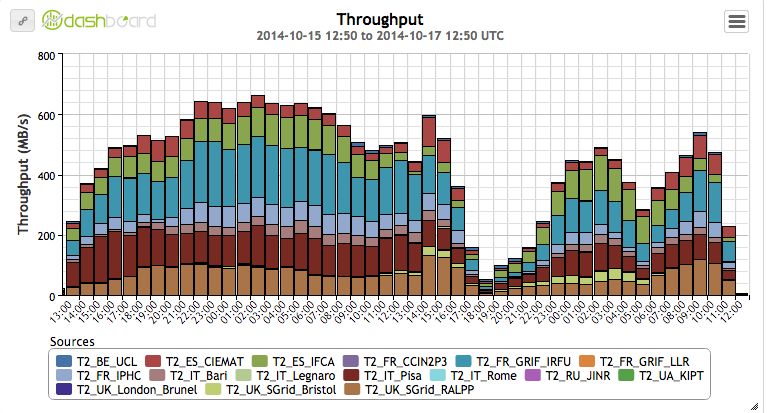 dashboard
Throughput
2014-10-15 12:50 to 2014-10-17 12:50 UTC
Throughput (MB/s)
800
600
400
200
0
13:00 14:00 15:00 16:00 17:00 18:00 19:00 20:00 21:00 22:00 23:00 00:00 01:00 02:00 03:00 04:00 05:00 06:00 07:00 08:00 09:00 10:00 11:00 12:00 13:00 14:00 15:00 16:00 17:00 18:00 19:00 20:00 21:00 22:00 23:00 00:00 01:00 02:00 03:00 04:00 05:00 06:00 07:00 08:00 09:00 10:00 11:00 12:00
Sources
T2_BE_UCL T2_ES_CIEMAT T2_ES_IFCA T2_FR_CCIN2P3 T2_FR_GRIF_IRFU T2_FR_GRIF_LLR
T2_FR_IPHC T2_IT_Bari T2_IT_Legnaro T2_IT_Pisa T2_IT_Rome T2_RU_JINR T2_UA_KIPT
T2_UK_London_Brunel T2_UK_SGrid_Bristol T2_UK_SGrid_RALPP